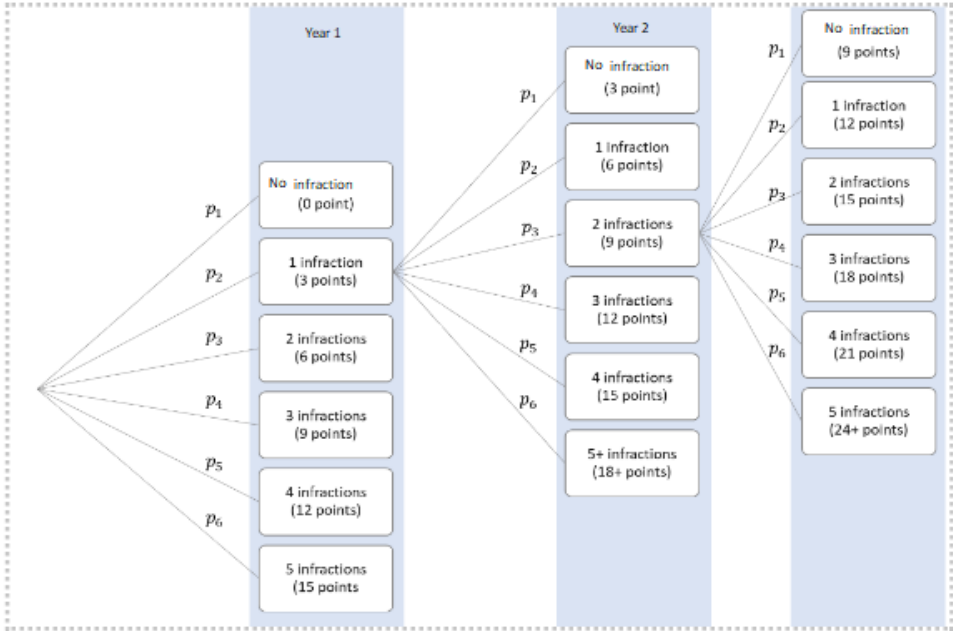 Year 1
p1
p2
p3
p4
p5
p6
No infraction
(0 point)
1 infraction
(3 points)
2 infractions
(6 points)
3 infractions
(9 points)
4 infractions
(12 points)
5 infractions
(15 points
Year 2
p1
p2
p3
p4
p5
p6
No infraction
(3 point)
1 Infraction
(6 points)
2 infractions
(9 points)
3 infractions
(12 points)
4 infractions
(15 points)
5+ infractions
(18+ points)
p1
p2
p3
p4
p5
p6
No infraction
(9 points)
1 infraction
(12 points)
2 infractions
(15 points)
3 infractions
(18 points)
4 infractions
(21 points)
5 infractions
(24+ points)